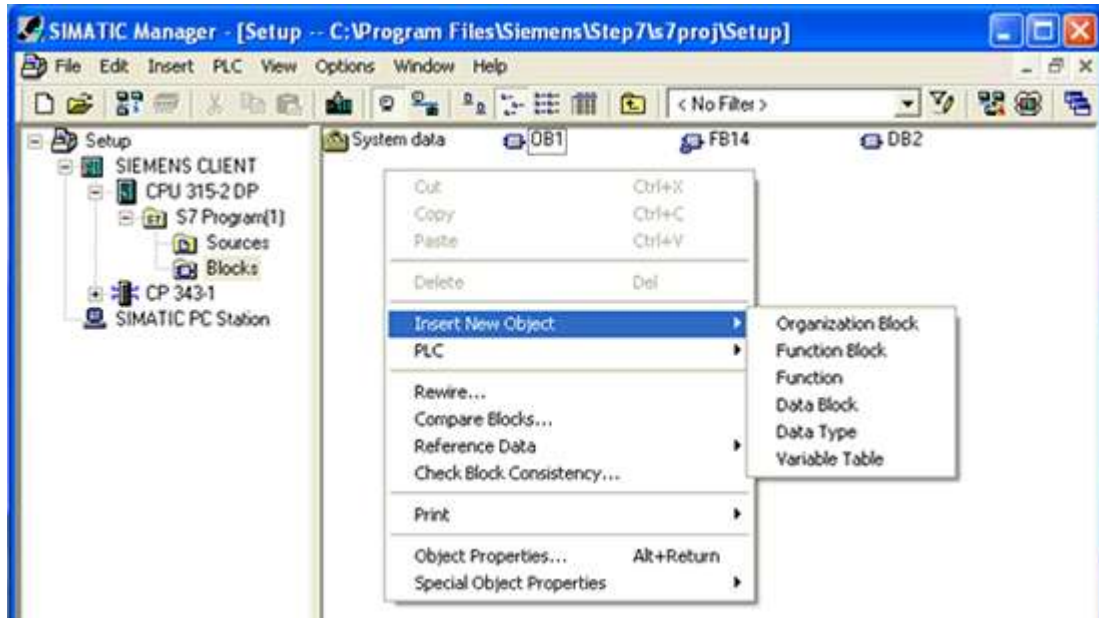 SIMATIC Manager - [Setup -- C:\Program Files\Siemens\Step7\s7proj\Setup]
File Edit Insert PLC View Options Window Help
< No Filter >
Setup
SIEMENS CLIENT
CPU 315-2 DP
S7 Program(1)
Sources
Blocks
CP 343-1
SIMATIC PC Station
System data OB1 FB14 DB2
Cut Ctrl+X
Copy Ctrl+C
Paste Ctrl+V
Delete Del
Insert New Object
PLC
Rewire...
Compare Blocks...
Reference Data
Check Block Consistency...
Print
Object Properties... Alt+Return
Special Object Properties
Organization Block
Function Block
Function
Data Block
Data Type
Variable Table